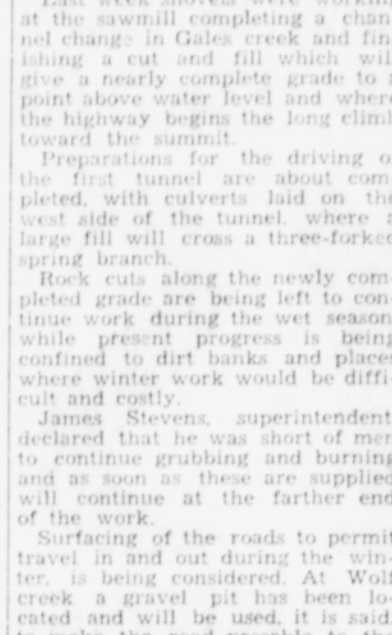 Last week shovels were working
at the sawmill completing a chan-
nel change in Gales creek and fin-
ishing a cut and fill which will
give a nearly complete grade to a
point above water level and where
the highway begins the long climb
toward the summit.
Preparations for the driving o
the first tunnel are about com-
pleted, with culverts laid on the
west side of the tunnel, where a
large fill will cross a three-forked
spring branch.
Rock cuts along the newly com-
pleted grade are being left to con-
tinue work during the wet season
while present progress is being
confined to dirt banks and places
where winter work would be diffi-
cult and costly.
James Stevens, superintendent
declared that he was short of men
to continue grubbing and burning
and as soon as these are supplied
will continue at the farther end
of the work.
Surfacing of the roads to permit
travel in and out during the win-
ter, is being considered. At Wolf
creek a gravel pit has been lo-
cated and will be used, it is said
to make the road